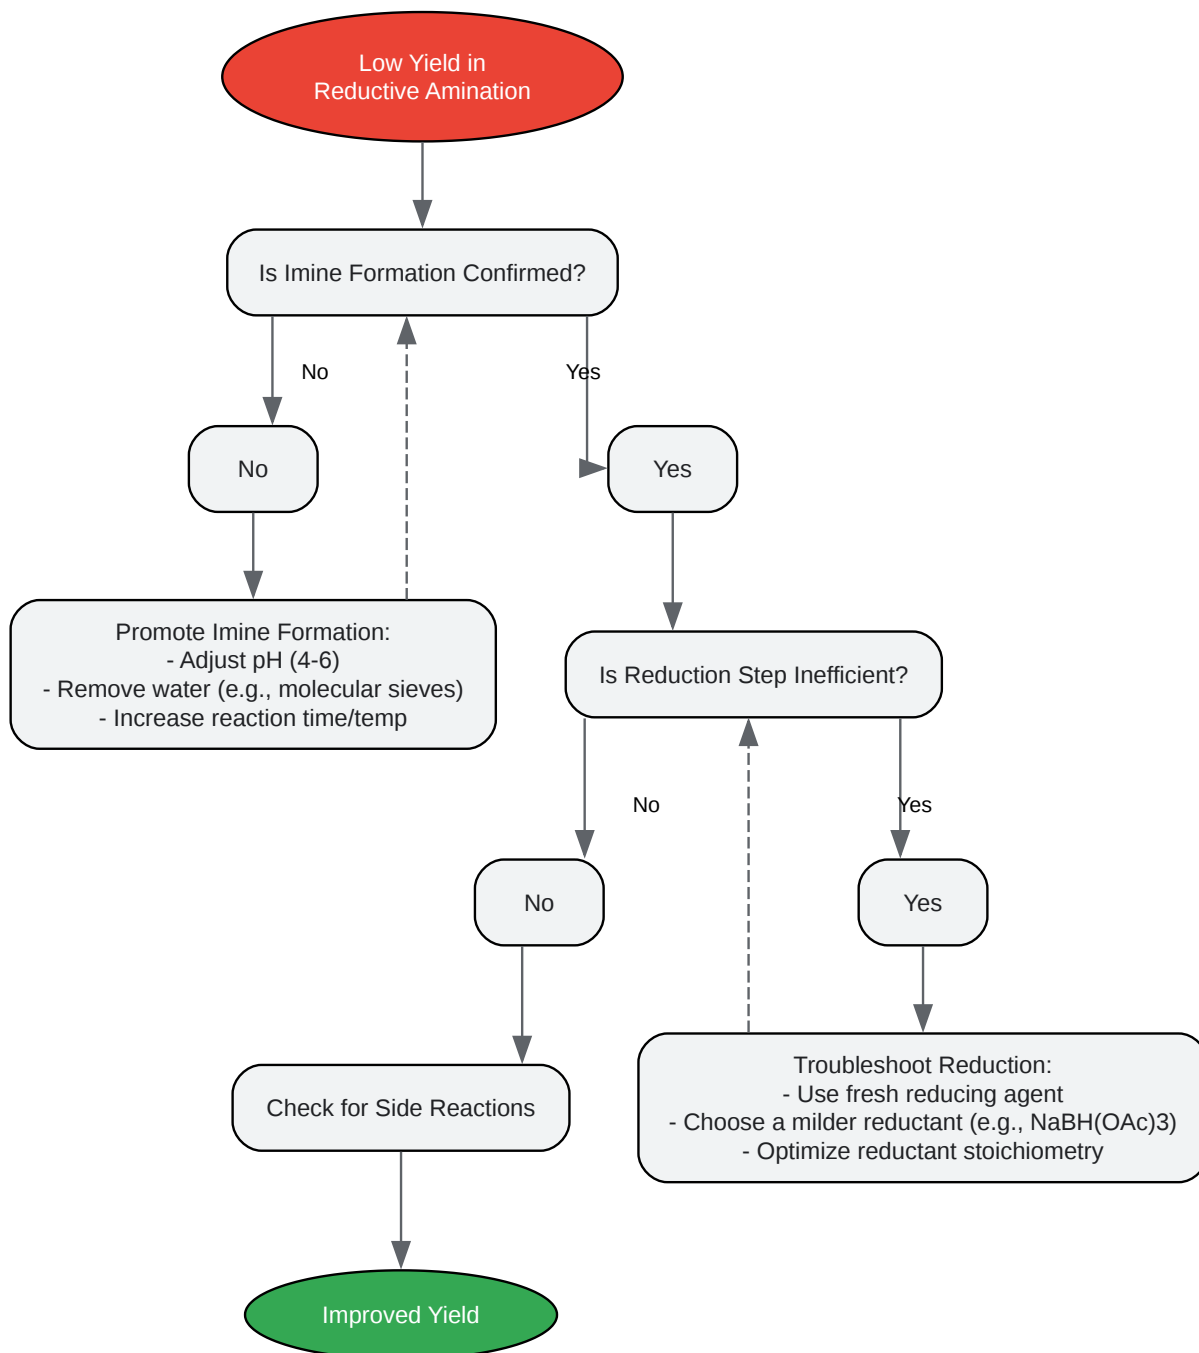 Low Yield in
Reductive Amination
Is Imine Formation Confirmed?
No
Yes
No
Yes
Promote Imine Formation:
- Adjust pH (4-6)
- Remove water (e.g., molecular sieves)
- Increase reaction time/temp
Is Reduction Step Inefficient?
No
Yes
No
Yes
Check for Side Reactions
Troubleshoot Reduction:
- Use fresh reducing agent
- Choose a milder reductant (e.g., NaBH(OAc)3)
- Optimize reductant stoichiometry
Improved Yield